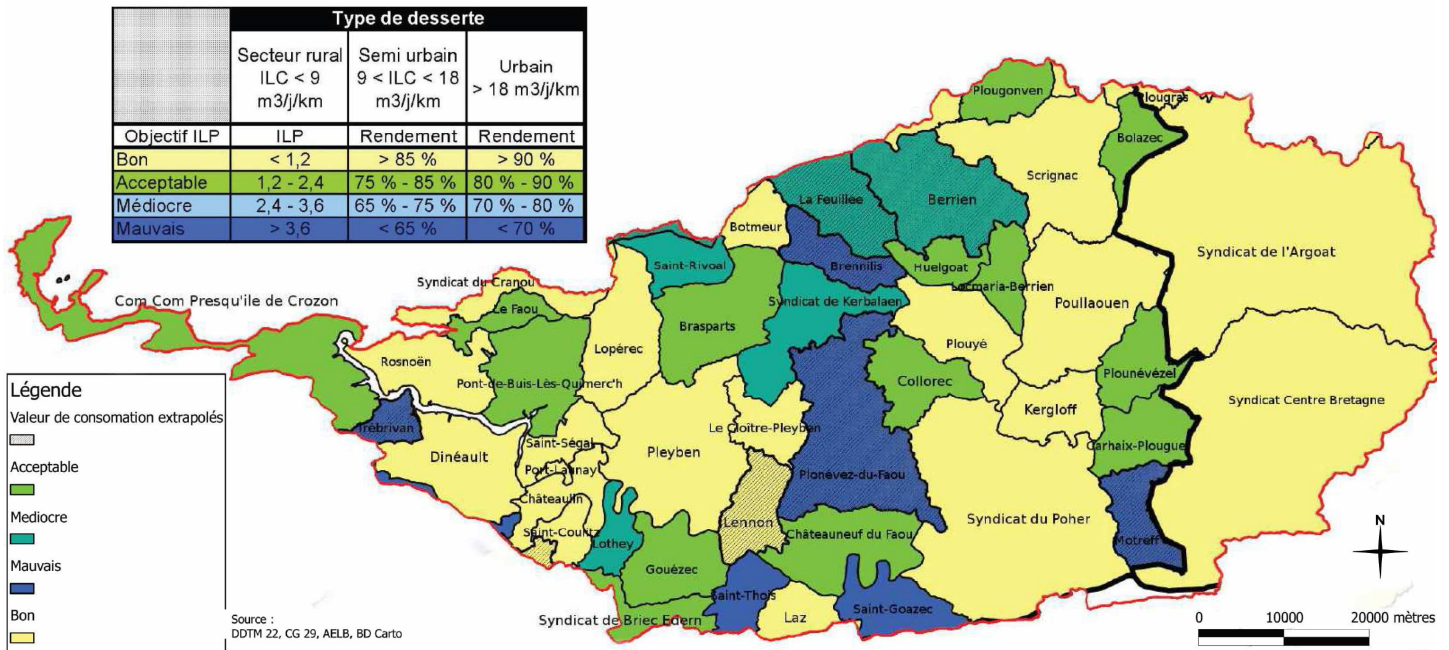 Type de desserte
Secteur rural
ILC < 9
m3/j/km
Semi urbain
9 < ILC < 18
m3/j/km
Urbain
> 18 m3/j/km
Objectif ILP ILP Rendement Rendement
Bon < 1,2 > 85 % > 90 %
Acceptable 1,2 - 2,4 75 % - 85 % 80 % - 90 %
Médiocre 2,4 - 3,6 65 % - 75 % 70 % - 80 %
Mauvais > 3,6 < 65 % < 70 %
Plougonven
Plougras
Bolazec
Scrignac
La Feuillée
Berrien
Botmeur
Syndicat de l'Argoat
Saint-Rivoal
Brennilis
Huelgoat
Syndicat du Cranou
Locmaria-Berrien
Com Com Presqu'ile de Crozon
Syndicat de Kerbalaen
Poullaouen
Le Faou
Brasparts
Plouyé
Lopérec
Rosnoën
Pont-de-Buis-Lès-Quimerc'h
Collorec
Plounévézel
Syndicat Centre Bretagne
Kergloff
Trébrivan
Le Cloître-Pleyben
Saint-Ségal
Carhaix-Plougue
Dinéault
Pleyben
Port-Launay
Plonévez-du-Faou
Châteaulin
Syndicat du Poher
Lennon
Saint-Coulitz
Châteauneuf du Faou
Motreff
Lothey
Gouézec
Saint-Thois
Saint-Goazec
Laz
Syndicat de Briec Edern
Légende
Valeur de consomation extrapolés
Acceptable
Mediocre
Mauvais
Bon
Source :
DDTM 22, CG 29, AELB, BD Carto
N
0 10000 20000 mètres